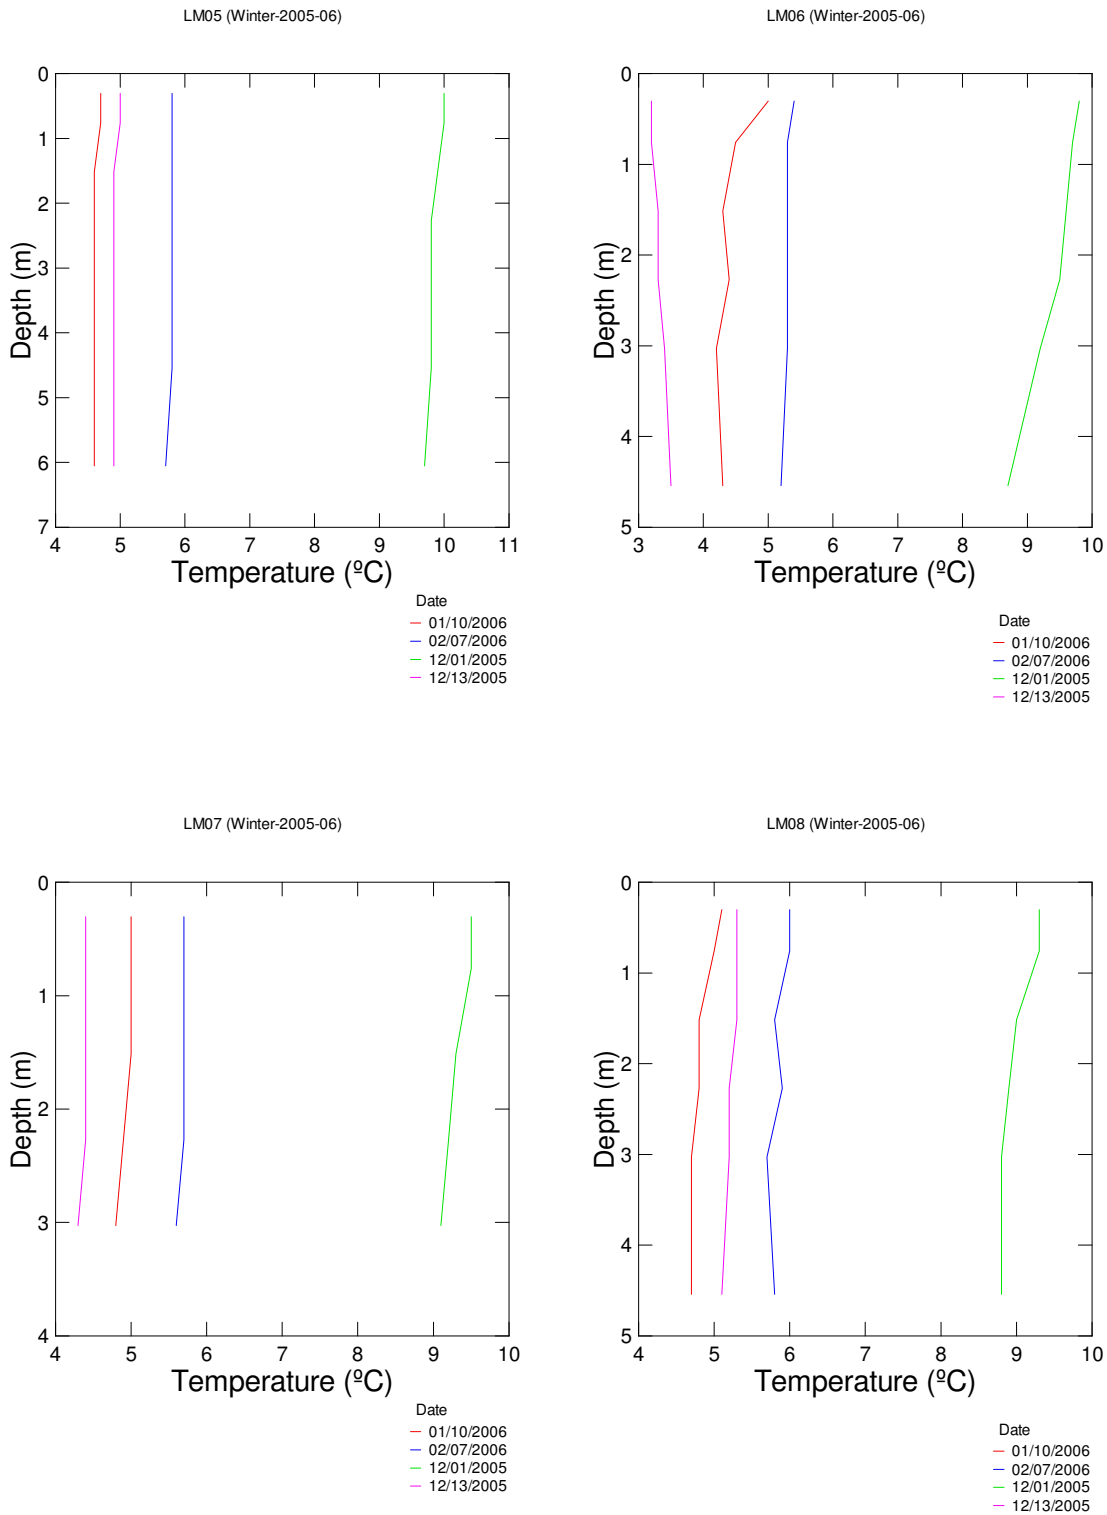 LM05 (Winter-2005-06)
0
1
2
3
4
5
6
7
Depth (m)
4 5 6 7 8 9 10 11
Temperature (ºC)
Date
01/10/2006
02/07/2006
12/01/2005
12/13/2005
LM06 (Winter-2005-06)
0
1
2
3
4
5
Depth (m)
3 4 5 6 7 8 9 10
Temperature (ºC)
Date
01/10/2006
02/07/2006
12/01/2005
12/13/2005
LM07 (Winter-2005-06)
0
1
2
3
4
Depth (m)
4 5 6 7 8 9 10
Temperature (ºC)
Date
01/10/2006
02/07/2006
12/01/2005
12/13/2005
LM08 (Winter-2005-06)
0
1
2
3
4
5
Depth (m)
4 5 6 7 8 9 10
Temperature (ºC)
Date
01/10/2006
02/07/2006
12/01/2005
12/13/2005